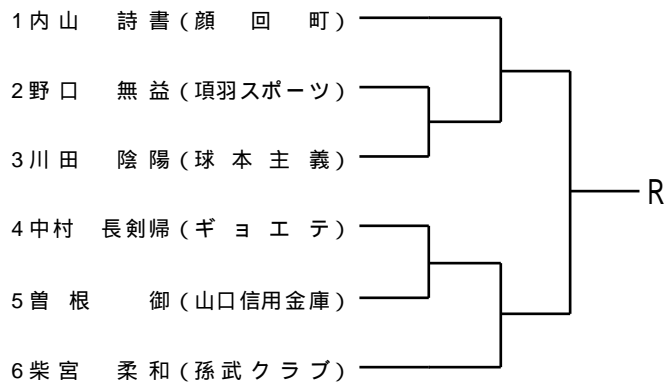 1内山 詩書(顔回町)
2野口 無益(項羽スポーツ)
3川田 陰陽(球本主義)
4中村 長剣帰(ギョエテ)
5曽根 御(山口信用金庫)
6柴宮 柔和(孫武クラブ)
R